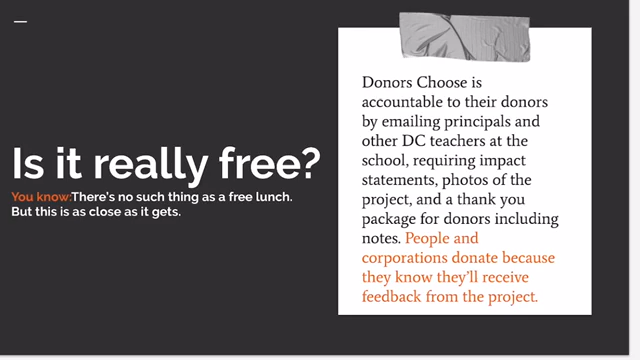 Is it really free?
You know:There's no such thing as a free lunch.
But this is as close as it gets.
Donors Choose is
accountable to their donors
by emailing principals and
other DC teachers at the
school, requiring impact
statements, photos of the
project, and a thank you
package for donors including
notes. People and
corporations donate because
they know they'll receive
feedback from the project.